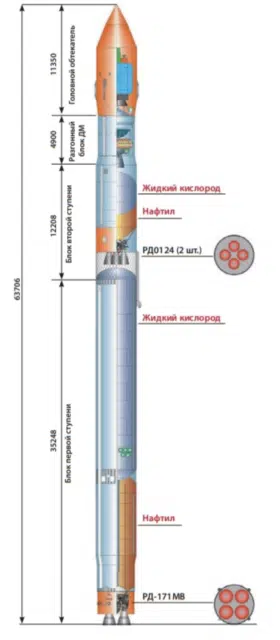 63706
11350
Головной обтекатель
4900
Разгонный
блок ДМ
12208
Блок второй ступени
35248
Блок первой ступени
Жидкий кислород
Нафтил
РД0124 (2 шт.)
Жидкий кислород
Нафтил
РД-171МВ